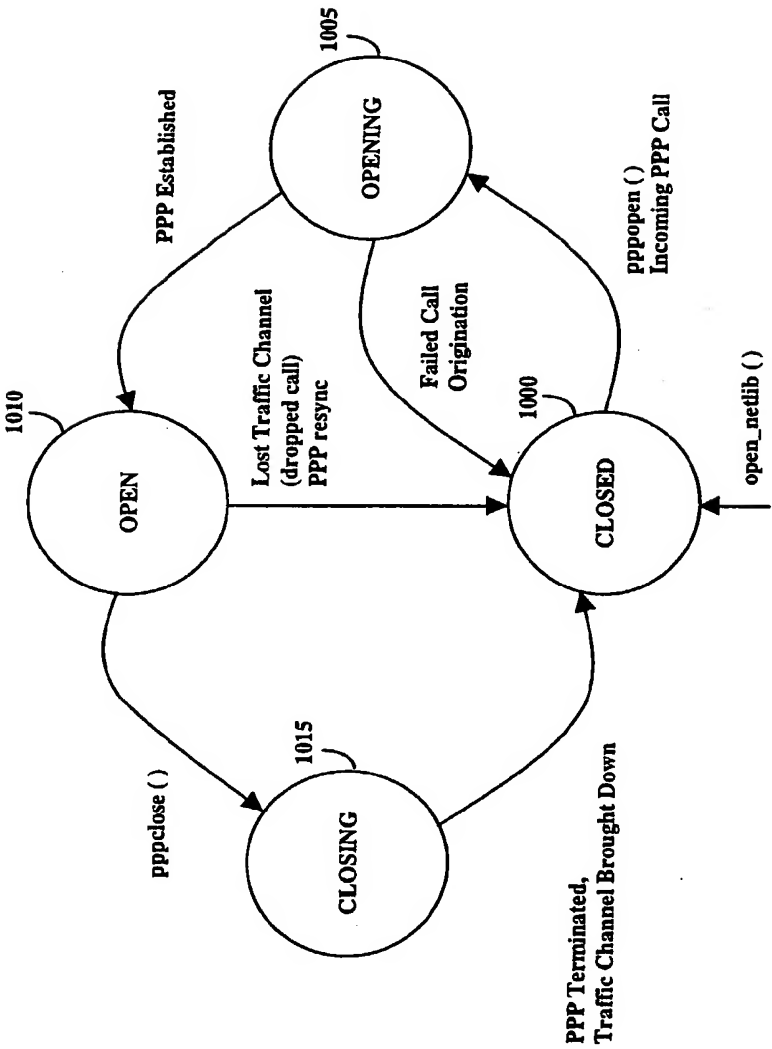 1010
OPEN
PPP Established
1005
OPENING
pppclose ( )
Lost Traffic Channel
(dropped call)
PPP resync
Failed Call
Origination
1015
CLOSING
1000
CLOSED
pppopen ( )
Incoming PPP Call
PPP Terminated,
Traffic Channel Brought Down
open_netlib ( )